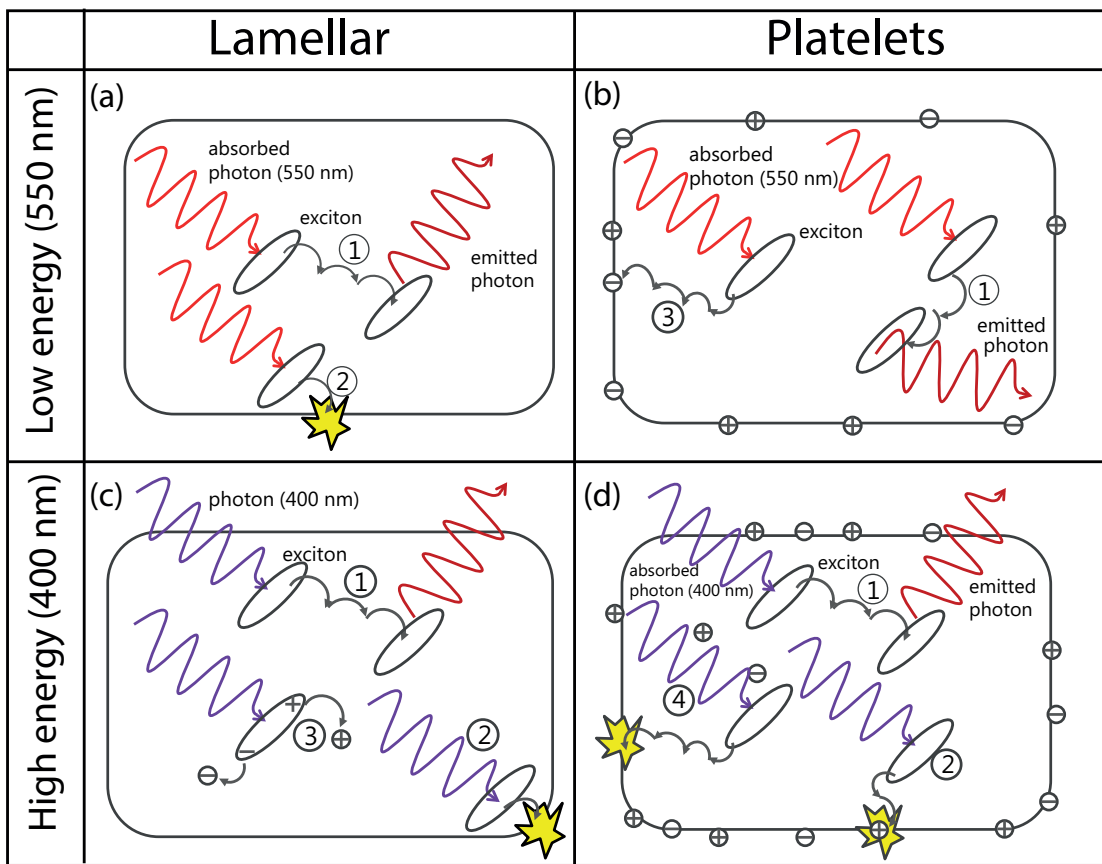 Lamellar
Platelets
Low energy (550 nm)
(a)
absorbed
photon (550 nm)
exciton
1
emitted
photon
2
(b)
absorbed
photon (550 nm)
exciton
3
1
emitted
photon
High energy (400 nm)
(c)
photon (400 nm)
exciton
1
3
2
(d)
absorbed
photon (400 nm)
exciton
1
emitted
photon
4
2